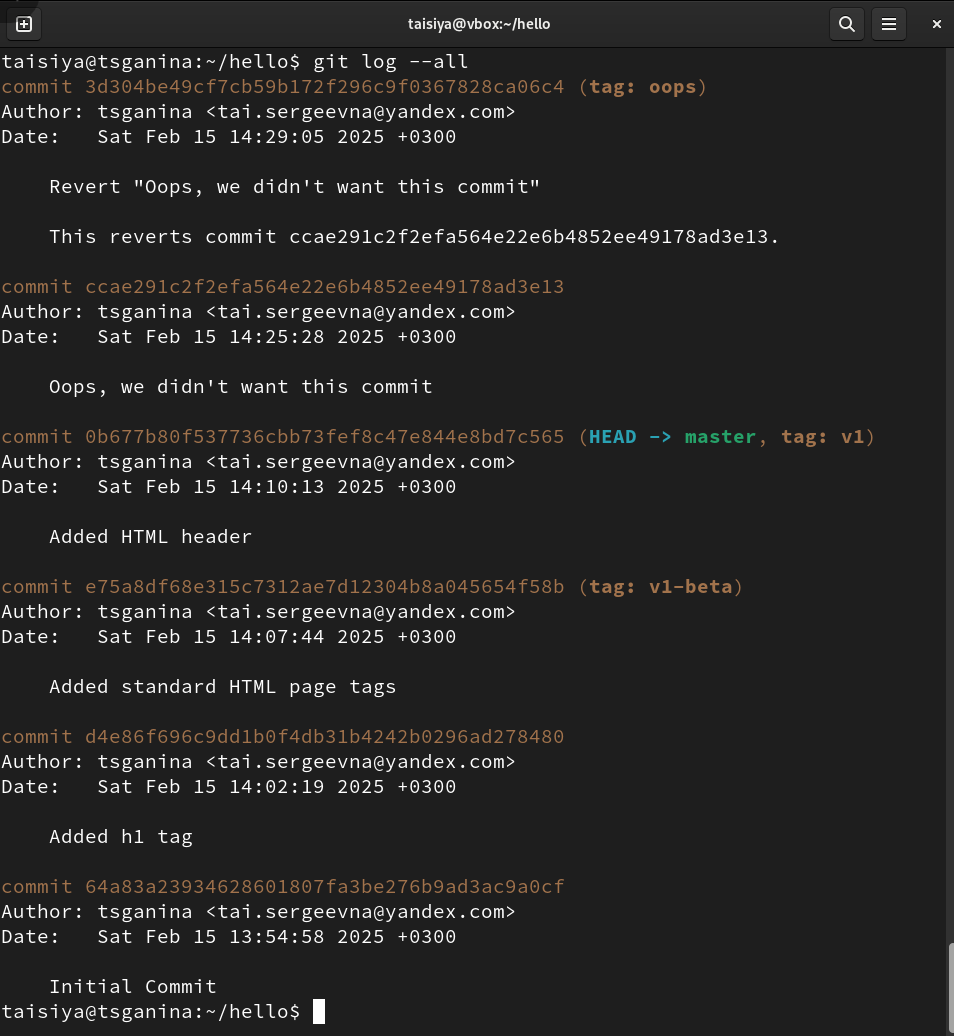 taisiya@vbox:~/hello
taisiya@tsganina:~/hello$ git log --all
commit 3d304be49cf7cb59b172f296c9f0367828ca06c4 (tag: oops)
Author: tsganina <tai.sergeevna@yandex.com>
Date:   Sat Feb 15 14:29:05 2025 +0300
    Revert "Oops, we didn't want this commit"
    This reverts commit ccae291c2f2efa564e22e6b4852ee49178ad3e13.
commit ccae291c2f2efa564e22e6b4852ee49178ad3e13
Author: tsganina <tai.sergeevna@yandex.com>
Date:   Sat Feb 15 14:25:28 2025 +0300
    Oops, we didn't want this commit
commit 0b677b80f537736cbb73fef8c47e844e8bd7c565 (HEAD -> master, tag: v1)
Author: tsganina <tai.sergeevna@yandex.com>
Date:   Sat Feb 15 14:10:13 2025 +0300
    Added HTML header
commit e75a8df68e315c7312ae7d12304b8a045654f58b (tag: v1-beta)
Author: tsganina <tai.sergeevna@yandex.com>
Date:   Sat Feb 15 14:07:44 2025 +0300
    Added standard HTML page tags
commit d4e86f696c9dd1b0f4db31b4242b0296ad278480
Author: tsganina <tai.sergeevna@yandex.com>
Date:   Sat Feb 15 14:02:19 2025 +0300
    Added h1 tag
commit 64a83a23934628601807fa3be276b9ad3ac9a0cf
Author: tsganina <tai.sergeevna@yandex.com>
Date:   Sat Feb 15 13:54:58 2025 +0300
    Initial Commit
taisiya@tsganina:~/hello$